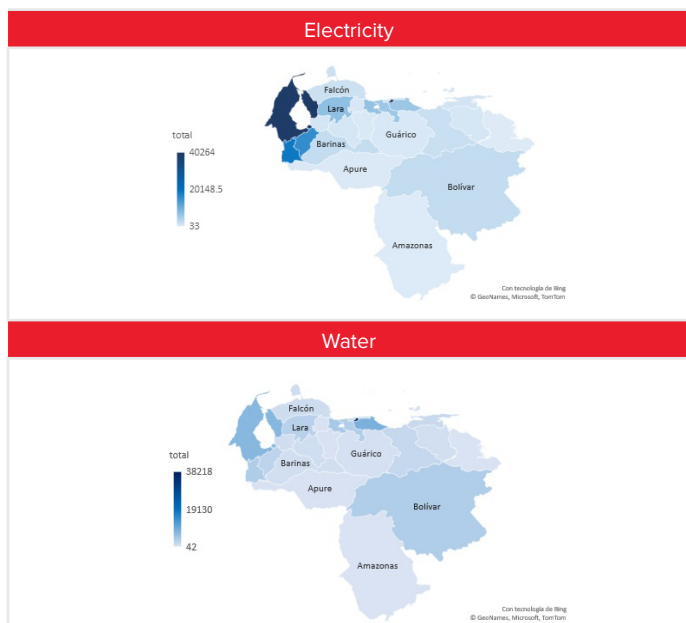 Electricity
total
40264
20148.5
33
Falcón
Lara
Barinas
Guárico
Apure
Bolívar
Amazonas
Con tecnología de Bing
© GeoNames, Microsoft, TomTom
Water
total
38218
19130
42
Falcón
Lara
Barinas
Guárico
Apure
Bolívar
Amazonas
Con tecnología de Bing
© GeoNames, Microsoft, TomTom